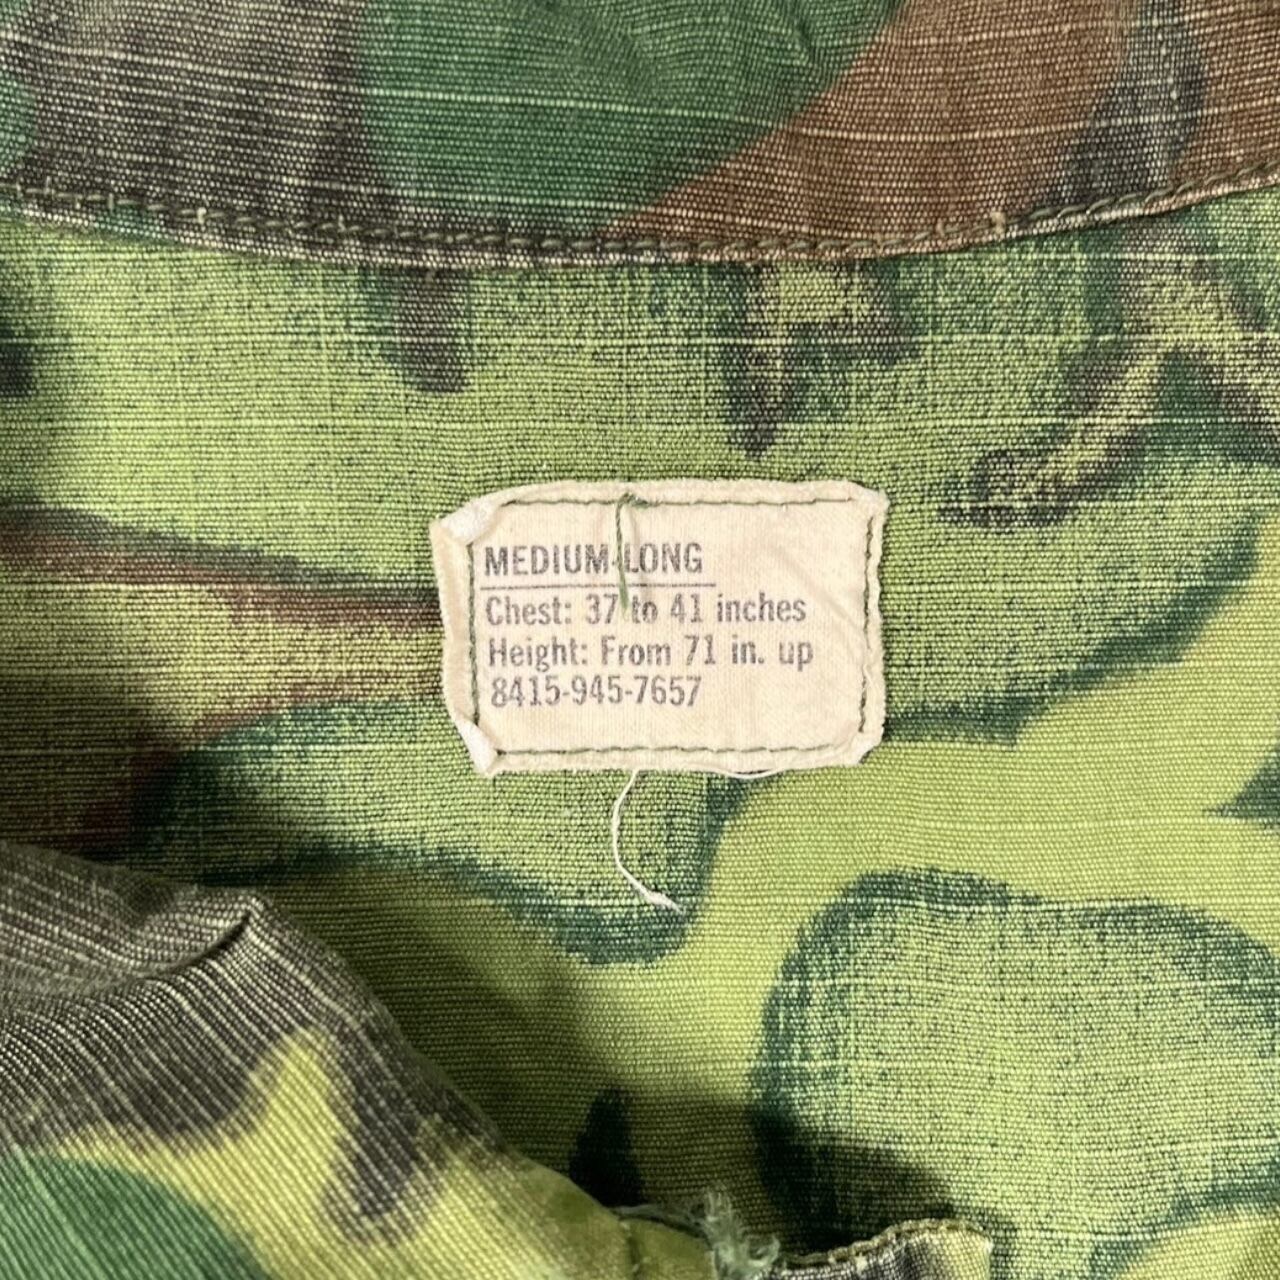 MEDIUM-LONG
Chest: 37 to 41 inches
Height: From 71 in. up
8415-945-7657